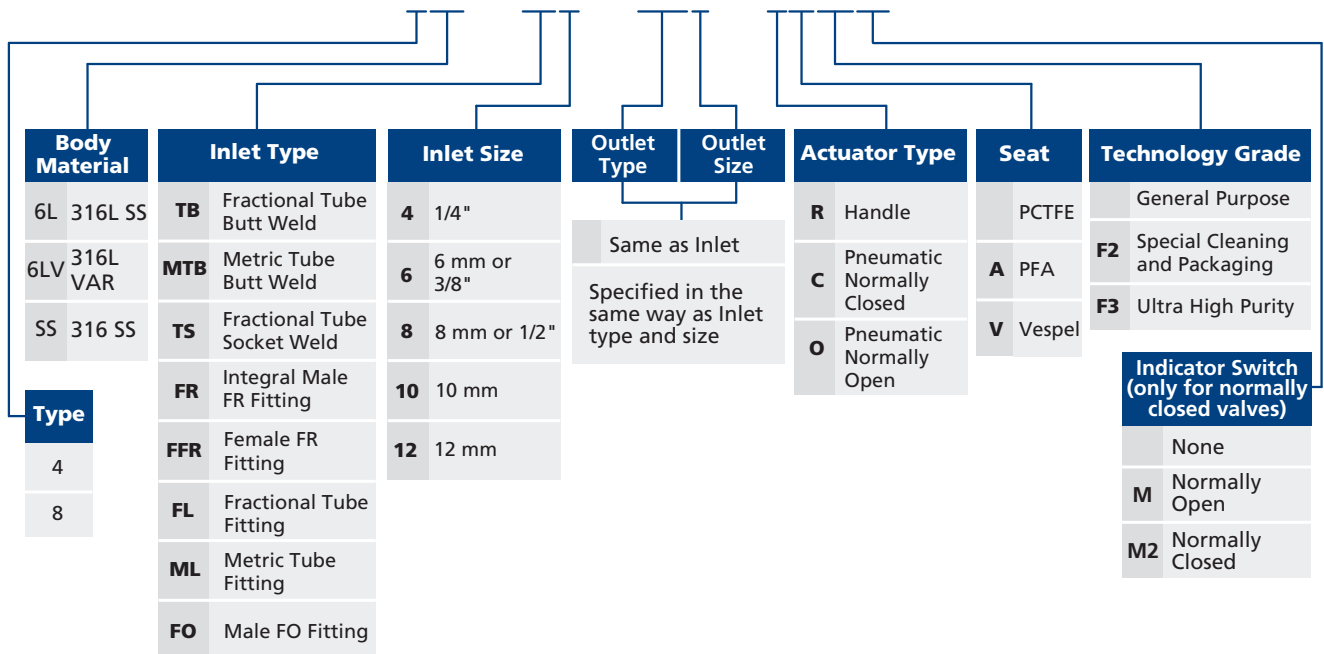 Body
Material
6L 316L SS
6LV 316L
VAR
SS 316 SS
Type
4
8
Inlet Type
TB Fractional Tube
Butt Weld
MTB Metric Tube
Butt Weld
TS Fractional Tube
Socket Weld
FR Integral Male
FR Fitting
FFR Female FR
Fitting
FL Fractional Tube
Fitting
ML Metric Tube
Fitting
FO Male FO Fitting
Inlet Size
4 1/4"
6 6 mm or
3/8"
8 8 mm or 1/2"
10 10 mm
12 12 mm
Outlet
Type
Outlet
Size
Same as Inlet
Specified in the
same way as Inlet
type and size
Actuator Type
R Handle
C Pneumatic
Normally
Closed
O Pneumatic
Normally
Open
Seat
PCTFE
A PFA
V Vespel
Technology Grade
General Purpose
F2 Special Cleaning
and Packaging
F3 Ultra High Purity
Indicator Switch
(only for normally
closed valves)
None
M Normally
Open
M2 Normally
Closed